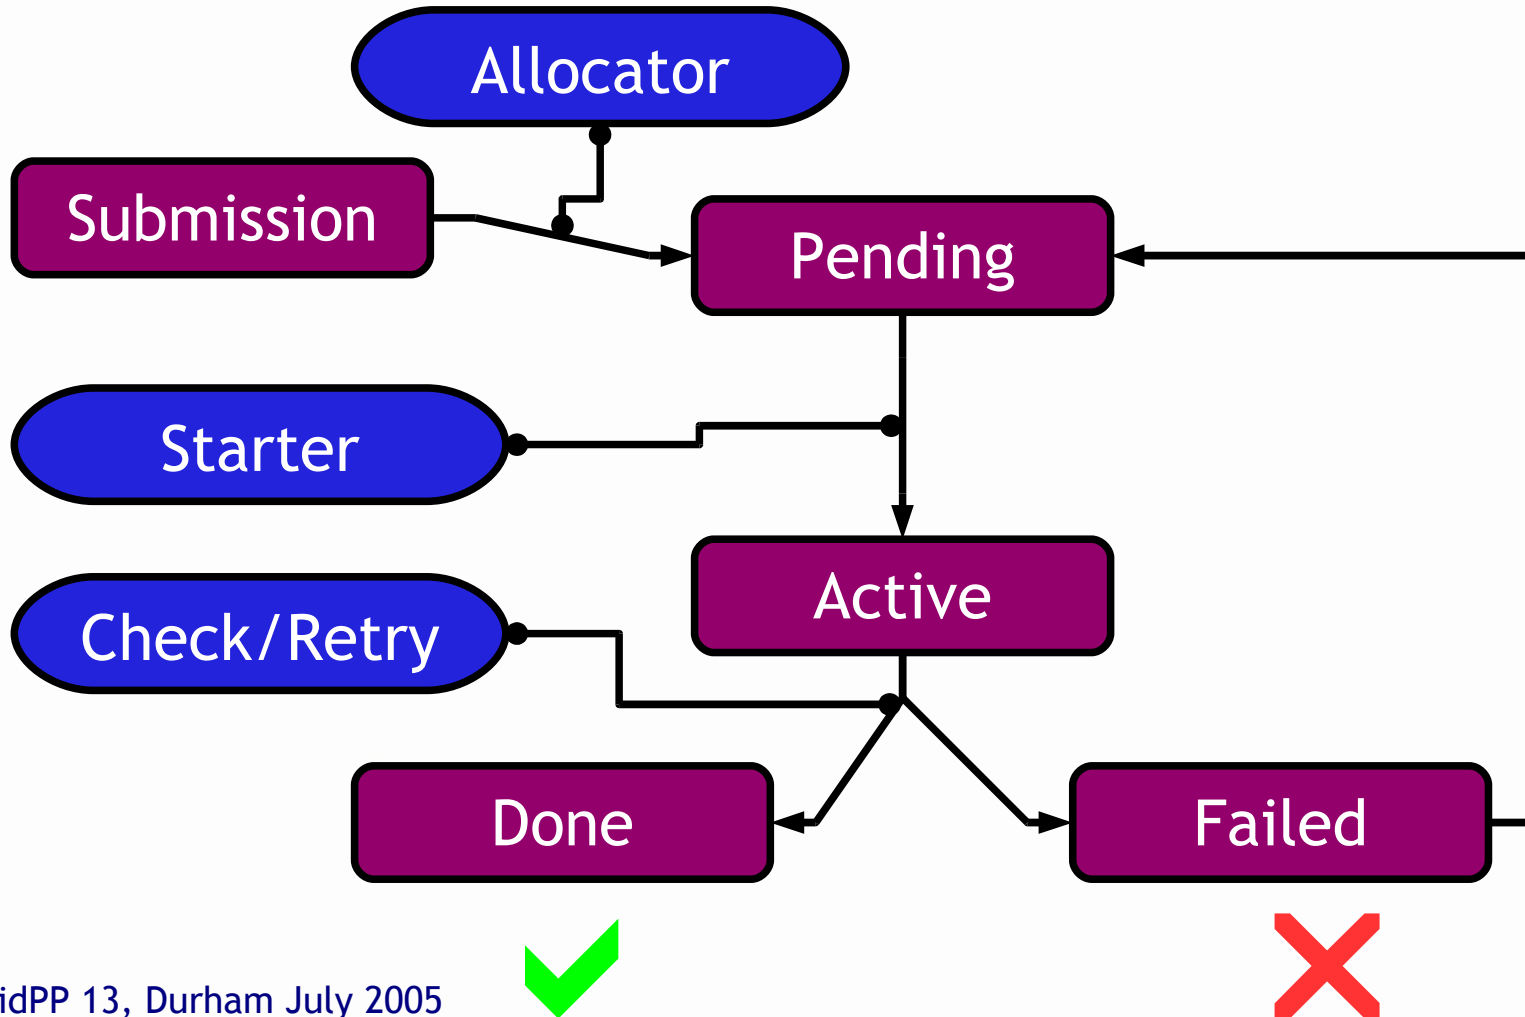 Allocator
Submission
Pending
Starter
Active
Check/Retry
Done
Failed
idPP 13, Durham July 2005